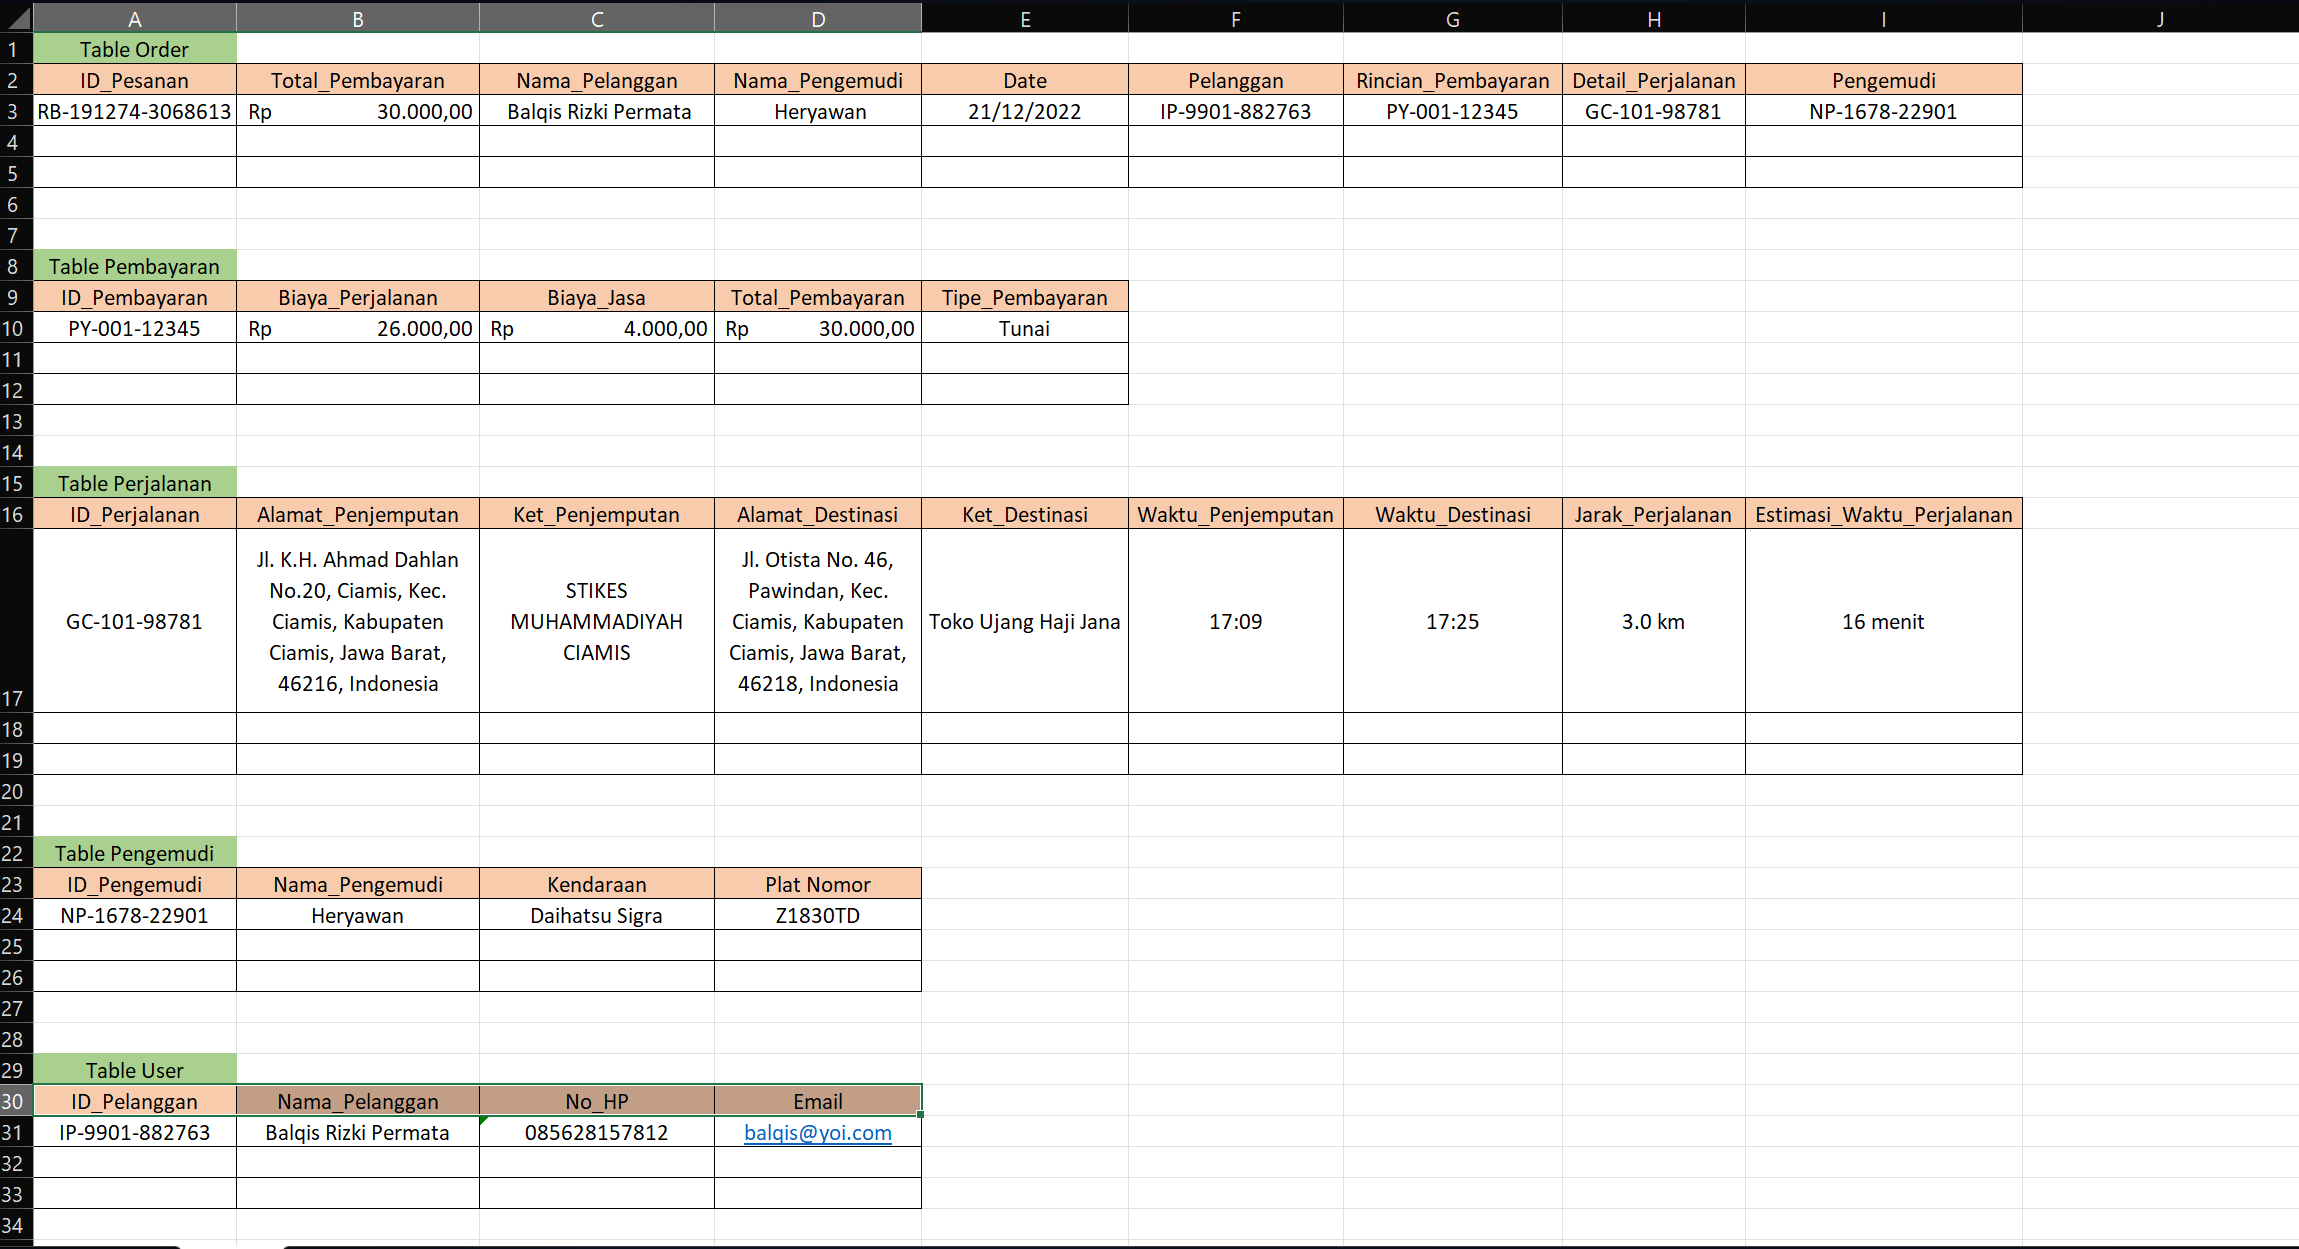 A B C D E F G H I J
1 Table Order
2 ID_Pesanan Total_Pembayaran Nama_Pelanggan Nama_Pengemudi Date Pelanggan Rincian_Pembayaran Detail_Perjalanan Pengemudi
3 RB-191274-3068613 Rp 30.000,00 Balqis Rizki Permata Heryawan 21/12/2022 IP-9901-882763 PY-001-12345 GC-101-98781 NP-1678-22901
4
5
6
7
8 Table Pembayaran
9 ID_Pembayaran Biaya_Perjalanan Biaya_Jasa Total_Pembayaran Tipe_Pembayaran
10 PY-001-12345 Rp 26.000,00 Rp 4.000,00 Rp 30.000,00 Tunai
11
12
13
14
15 Table Perjalanan
16 ID_Perjalanan Alamat_Penjemputan Ket_Penjemputan Alamat_Destinasi Ket_Destinasi Waktu_Penjemputan Waktu_Destinasi Jarak_Perjalanan Estimasi_Waktu_Perjalanan
17 GC-101-98781
Jl. K.H. Ahmad Dahlan
No.20, Ciamis, Kec.
Ciamis, Kabupaten
Ciamis, Jawa Barat,
46216, Indonesia
STIKES
MUHAMMADIYAH
CIAMIS
Jl. Otista No. 46,
Pawindan, Kec.
Ciamis, Kabupaten
Ciamis, Jawa Barat,
46218, Indonesia
Toko Ujang Haji Jana 17:09 17:25 3.0 km 16 menit
18
19
20
21
22 Table Pengemudi
23 ID_Pengemudi Nama_Pengemudi Kendaraan Plat Nomor
24 NP-1678-22901 Heryawan Daihatsu Sigra Z1830TD
25
26
27
28
29 Table User
30 ID_Pelanggan Nama_Pelanggan No_HP Email
31 IP-9901-882763 Balqis Rizki Permata 085628157812 balqis@yoi.com
32
33
34